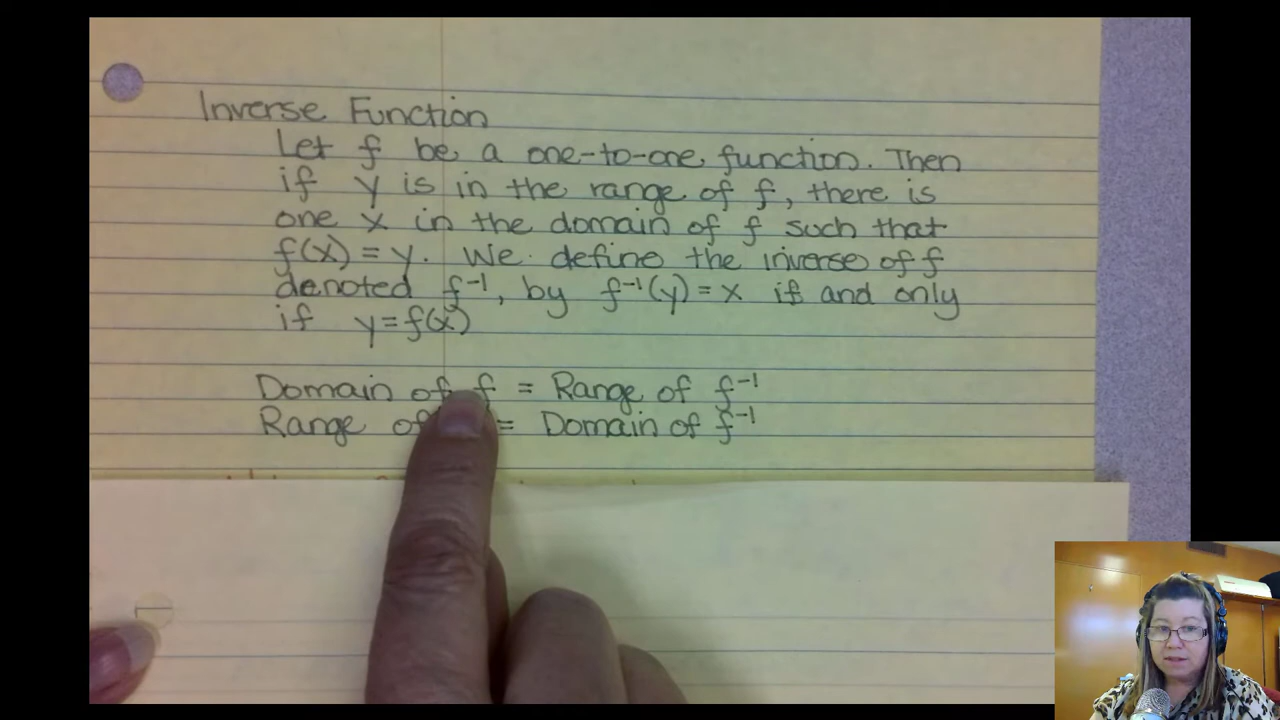 Inverse Function
Let f be a one-to-one function. Then
if y is in the range of f, there is
one x in the domain of f such that
f(x) = y. We define the inverse of f
denoted f⁻¹, by f⁻¹(y) = x if and only
if y = f(x)
Domain of f = Range of f⁻¹
Range of = Domain of f⁻¹